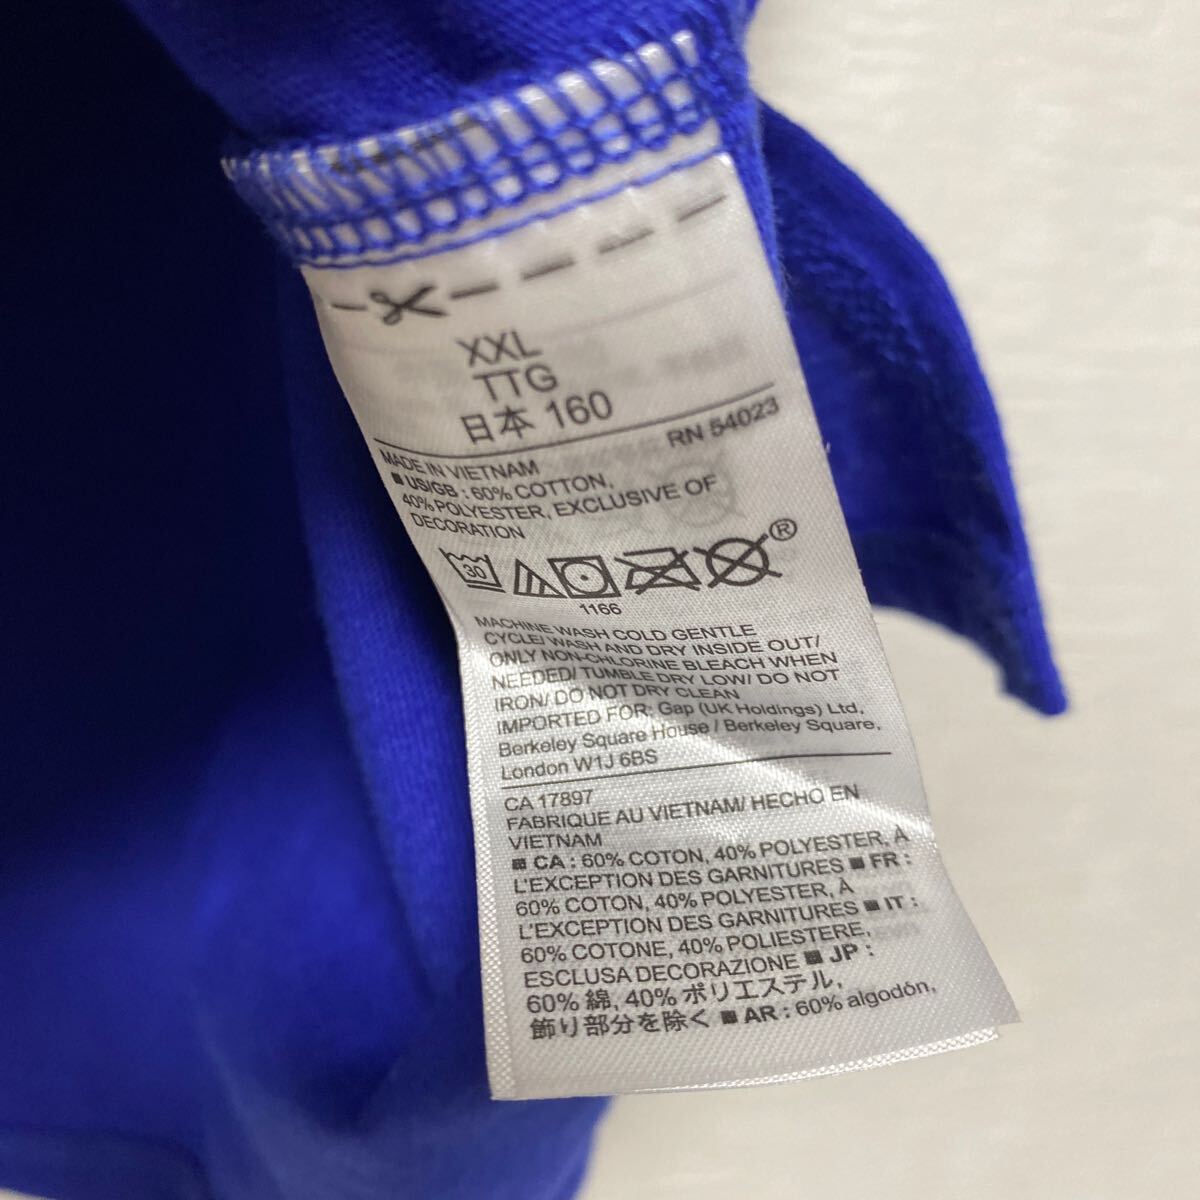 XXL
TTG
日本 160
RN 54023
MADE IN VIETNAM
■ US/GB : 60% COTTON,
40% POLYESTER, EXCLUSIVE OF
DECORATION
30
®
1166
MACHINE WASH COLD GENTLE
CYCLE/ WASH AND DRY INSIDE OUT/
ONLY NON-CHLORINE BLEACH WHEN
NEEDED/ TUMBLE DRY LOW/ DO NOT
IRON/ DO NOT DRY CLEAN
IMPORTED FOR: Gap (UK Holdings) Ltd,
Berkeley Square House / Berkeley Square,
London W1J 6BS
CA 17897
FABRIQUE AU VIETNAM/ HECHO EN
VIETNAM
■ CA : 60% COTON, 40% POLYESTER, À
L'EXCEPTION DES GARNITURES ■ FR :
60% COTON, 40% POLYESTER, À
L'EXCEPTION DES GARNITURES ■ IT :
60% COTONE, 40% POLIESTERE,
ESCLUSA DECORAZIONE ■ JP :
60% 綿, 40% ポリエステル,
飾り部分を除く ■ AR : 60% algodón,